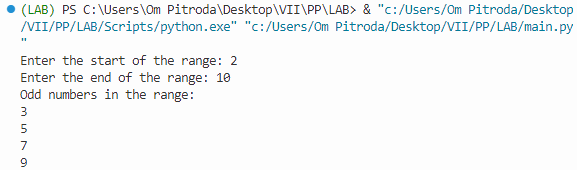 (LAB) PS C:\Users\Om Pitroda\Desktop\VII\PP\LAB> & "c:/Users/Om Pitroda/Desktop
/VII/PP/LAB/Scripts/python.exe" "c:/Users/Om Pitroda/Desktop/VII/PP/LAB/main.py
"
Enter the start of the range: 2
Enter the end of the range: 10
Odd numbers in the range:
3
5
7
9